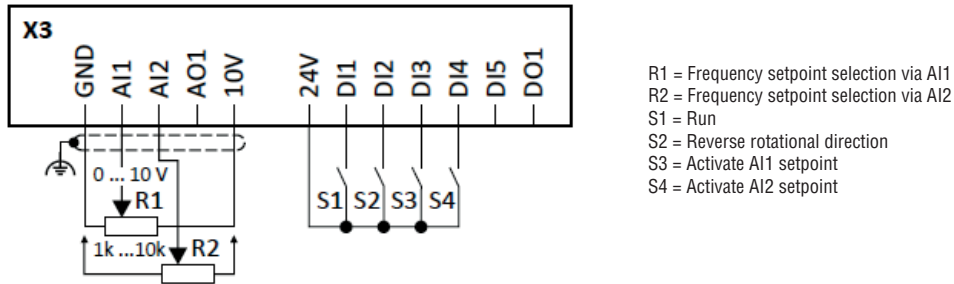 X3
GND AI1 AI2 AO1 10V 24V DI1 DI2 DI3 DI4 DI5 DO1
0 ... 10 V
R1
S1 S2 S3 S4
1k ...10k R2
R1 = Frequency setpoint selection via AI1
R2 = Frequency setpoint selection via AI2
S1 = Run
S2 = Reverse rotational direction
S3 = Activate AI1 setpoint
S4 = Activate AI2 setpoint